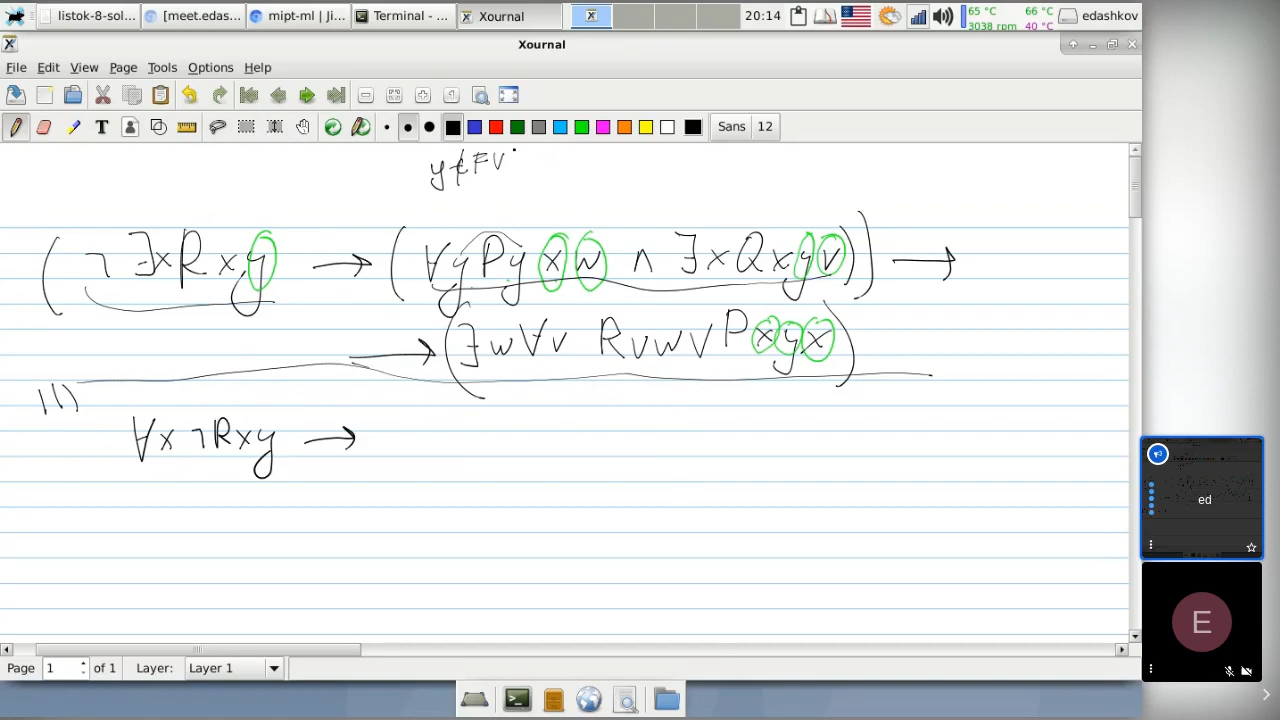 listok-8-sol... [meet.edas... mipt-ml | Ji... Terminal - ... Xournal 20:14 65 °C 3038 rpm 66 °C 40 °C edashkov
Xournal
File Edit View Page Tools Options Help
T Sans 12
y∉FV
(¬∃xRxy → (∀yPyxw ∧ ∃xQxyv)) →
→ (∃w∀v Rvw ∨ Pxyx)
∀x¬Rxy →
ed
E
Page 1 of 1 Layer: Layer 1